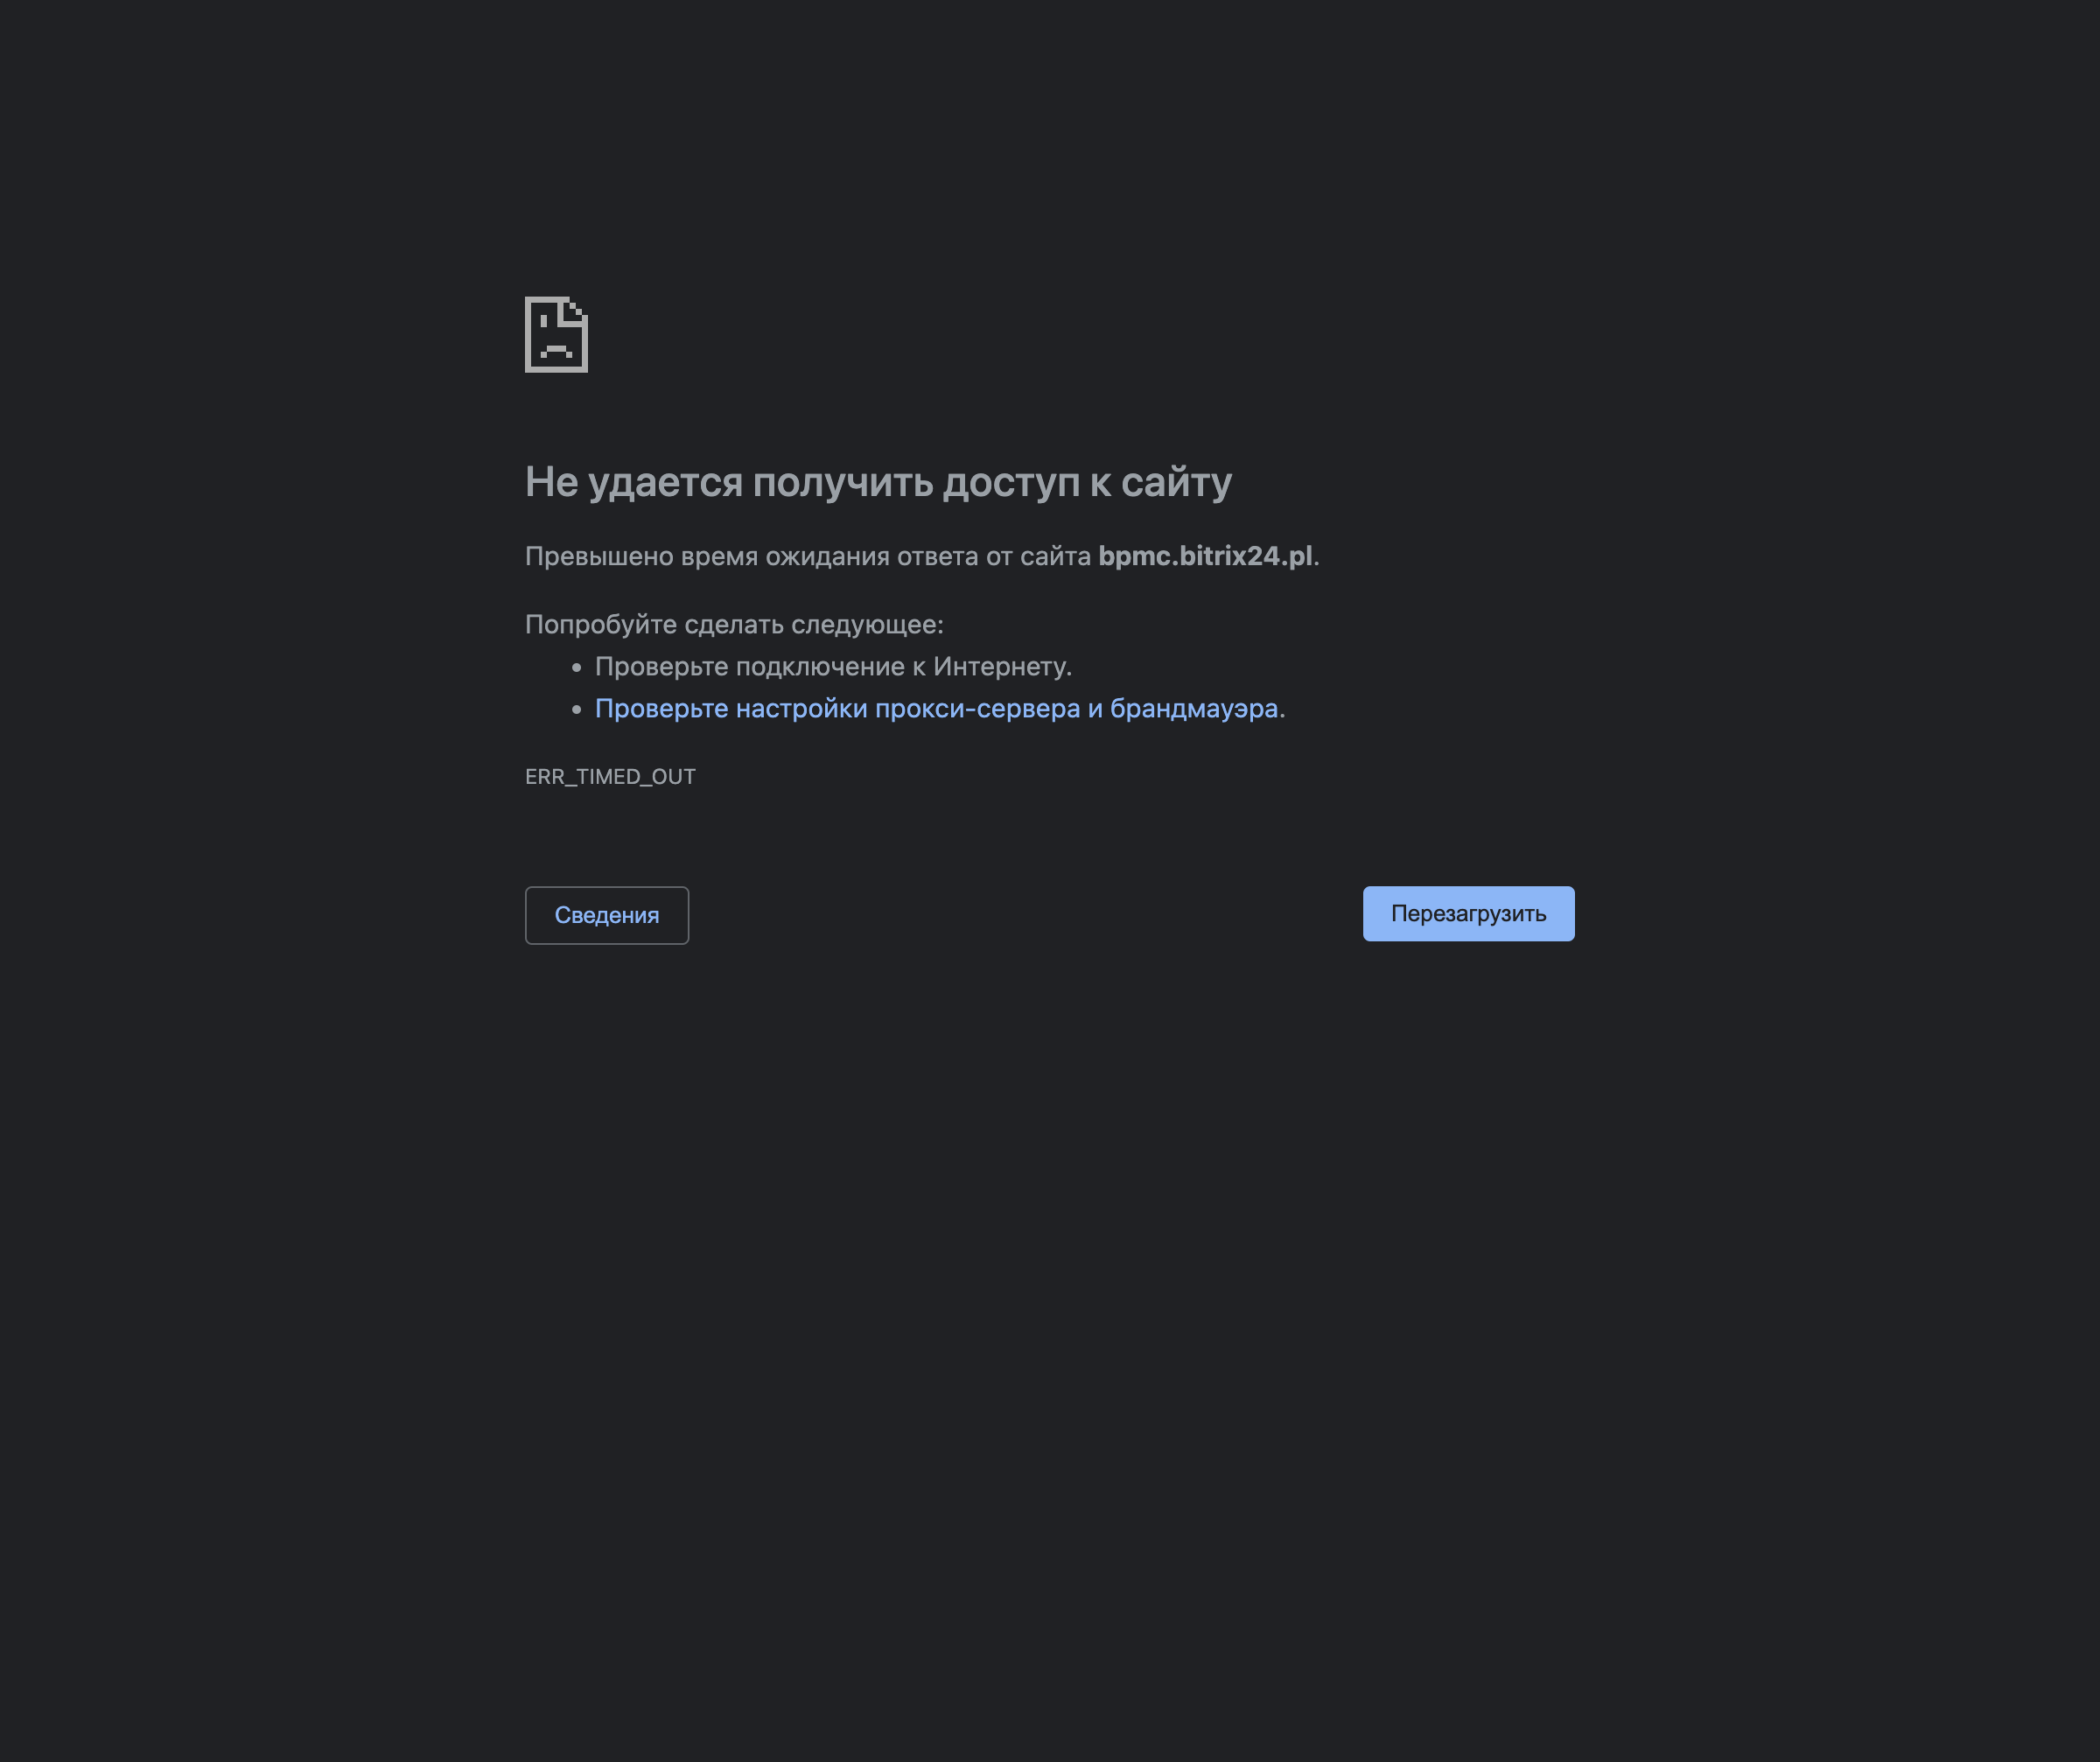 Не удается получить доступ к сайту
Превышено время ожидания ответа от сайта bpmc.bitrix24.pl.
Попробуйте сделать следующее:
Проверьте подключение к Интернету.
Проверьте настройки прокси-сервера и брандмауэра.
ERR_TIMED_OUT
Сведения
Перезагрузить